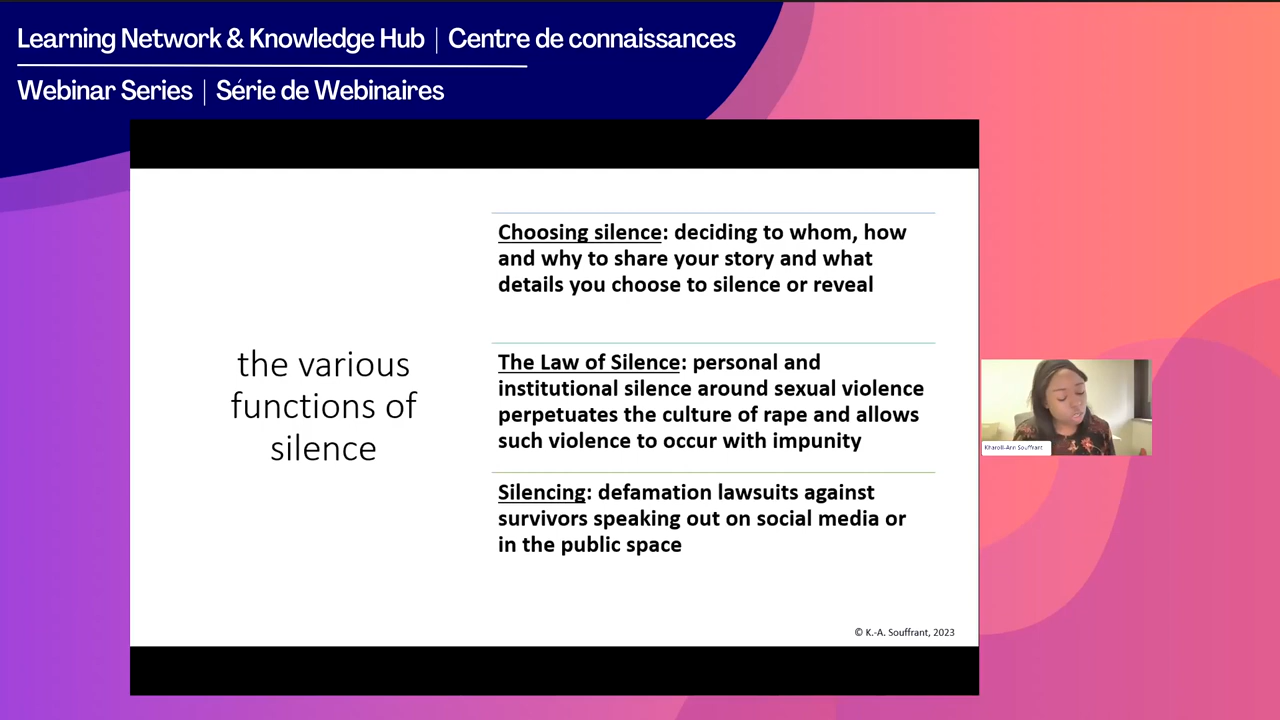 Learning Network & Knowledge Hub | Centre de connaissances
Webinar Series | Série de Webinaires
the various
functions of
silence
Choosing silence: deciding to whom, how
and why to share your story and what
details you choose to silence or reveal
The Law of Silence: personal and
institutional silence around sexual violence
perpetuates the culture of rape and allows
such violence to occur with impunity
Silencing: defamation lawsuits against
survivors speaking out on social media or
in the public space
© K.-A. Souffrant, 2023
Kharoll-Ann Souffrant